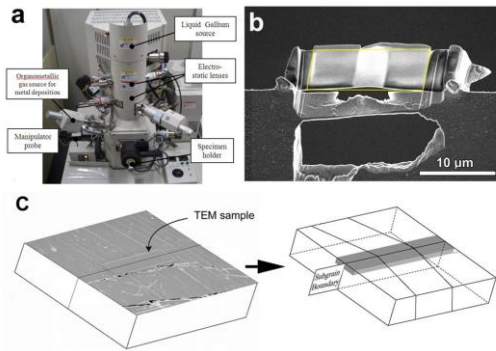 a
Liquid Gallium
source
Electro-
static lenses
Organometallic
gas source for
metal deposition
Manipulator
probe
Specimen
holder
b
10 μm
c
TEM sample
Subgrain
Boundary